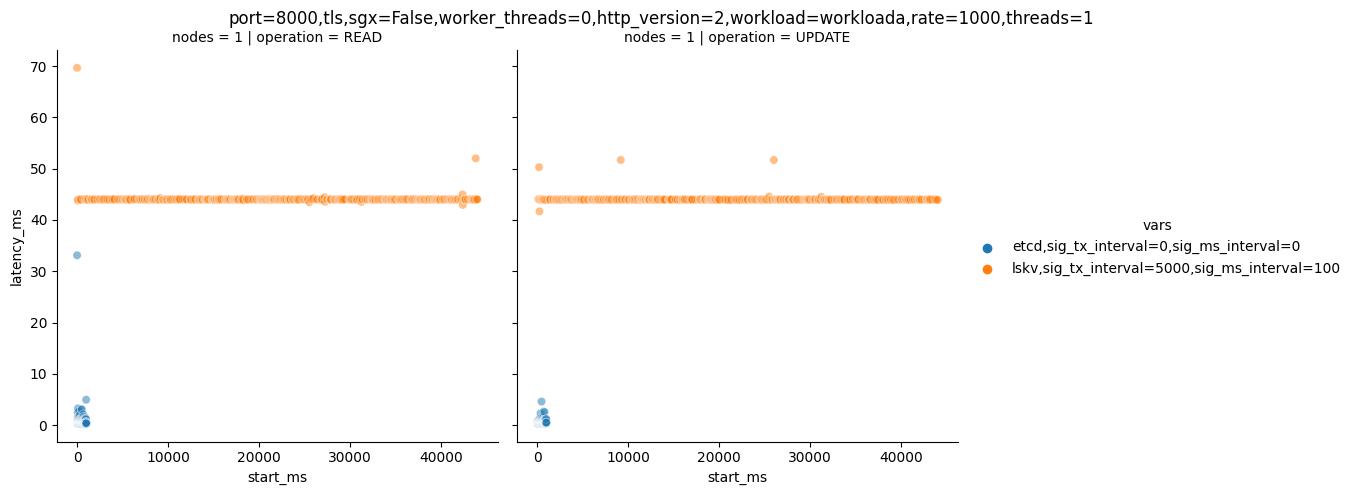 port=8000,tls,sgx=False,worker_threads=0,http_version=2,workload=workloada,rate=1000,threads=1
nodes = 1 | operation = READ
nodes = 1 | operation = UPDATE
latency_ms
70
60
50
40
30
20
10
0
0
10000
20000
30000
40000
start_ms
0
10000
20000
30000
40000
start_ms
vars
etcd,sig_tx_interval=0,sig_ms_interval=0
lskv,sig_tx_interval=5000,sig_ms_interval=100